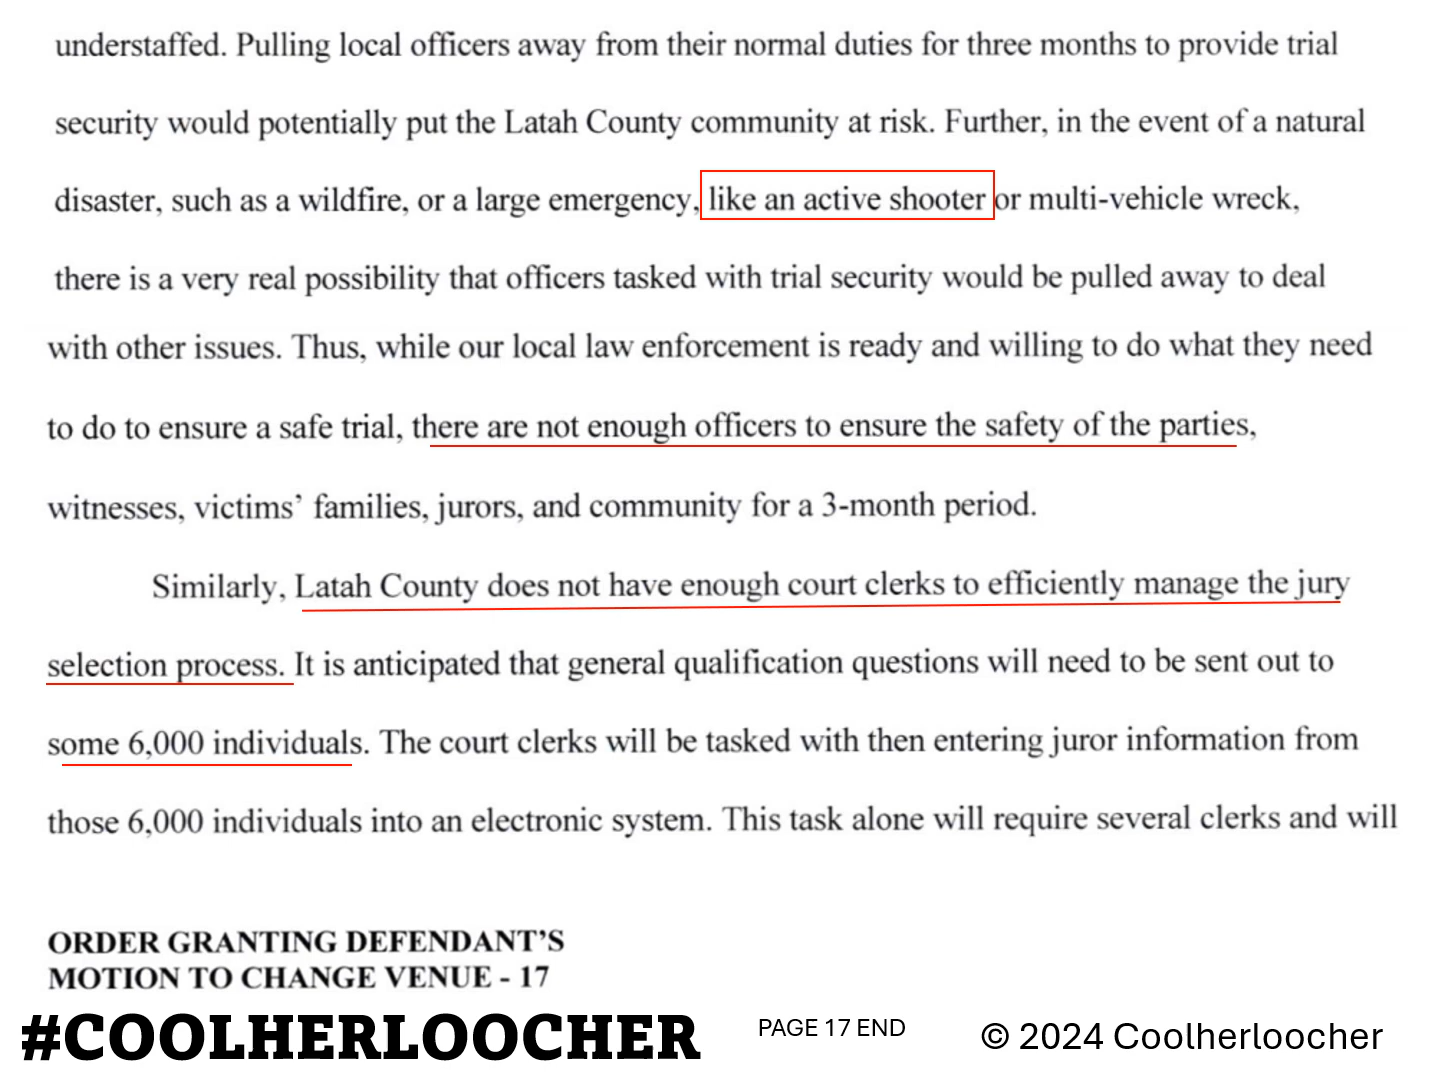 understaffed. Pulling local officers away from their normal duties for three months to provide trial
security would potentially put the Latah County community at risk. Further, in the event of a natural
disaster, such as a wildfire, or a large emergency, like an active shooter or multi-vehicle wreck,
there is a very real possibility that officers tasked with trial security would be pulled away to deal
with other issues. Thus, while our local law enforcement is ready and willing to do what they need
to do to ensure a safe trial, there are not enough officers to ensure the safety of the parties,
witnesses, victims’ families, jurors, and community for a 3-month period.
Similarly, Latah County does not have enough court clerks to efficiently manage the jury
selection process. It is anticipated that general qualification questions will need to be sent out to
some 6,000 individuals. The court clerks will be tasked with then entering juror information from
those 6,000 individuals into an electronic system. This task alone will require several clerks and will
ORDER GRANTING DEFENDANT’S
MOTION TO CHANGE VENUE - 17
#COOLHERLOOCHER
PAGE 17 END
© 2024 Coolherloocher